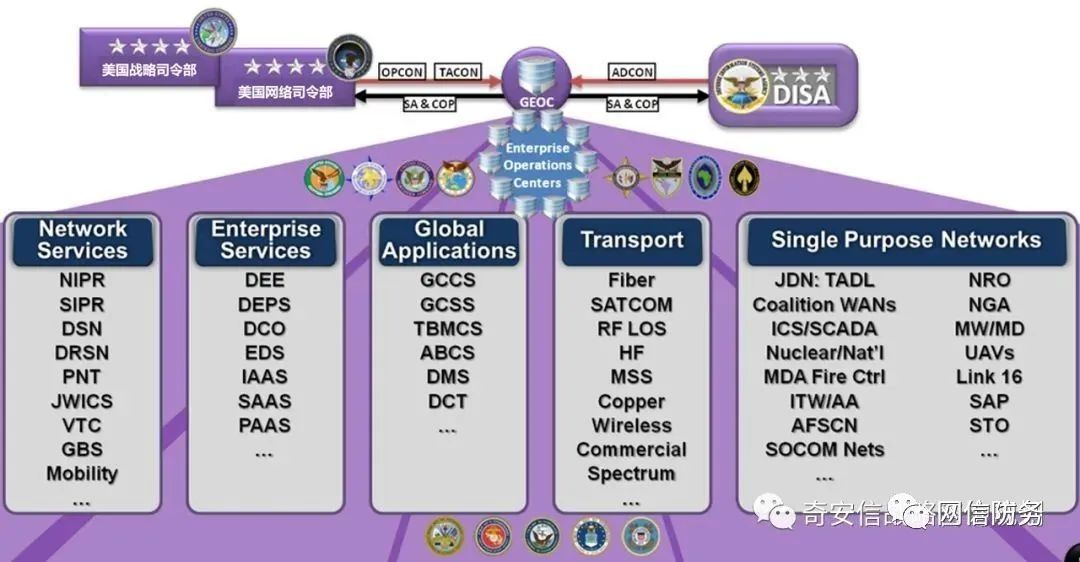 美国战略司令部
美国网络司令部
OPCON
TACON
SA & COP
GEOC
ADCON
SA & COP
DISA
Enterprise
Operations
Centers
Network
Services
NIPR
SIPR
DSN
DRSN
PNT
JWICS
VTC
GBS
Mobility
...
Enterprise
Services
DEE
DEPS
DCO
EDS
IAAS
SAAS
PAAS
...
Global
Applications
GCCS
GCSS
TBMCS
ABCS
DMS
DCT
...
Transport
Fiber
SATCOM
RF LOS
HF
MSS
Copper
Wireless
Commercial
Spectrum
...
Single Purpose Networks
JDN: TADL
Coalition WANs
ICS/SCADA
Nuclear/Nat'l
MDA Fire Ctrl
ITW/AA
AFSCN
SOCOM Nets
...
NRO
NGA
MW/MD
UAVs
Link 16
SAP
STO
...
奇安信战略
网信防务